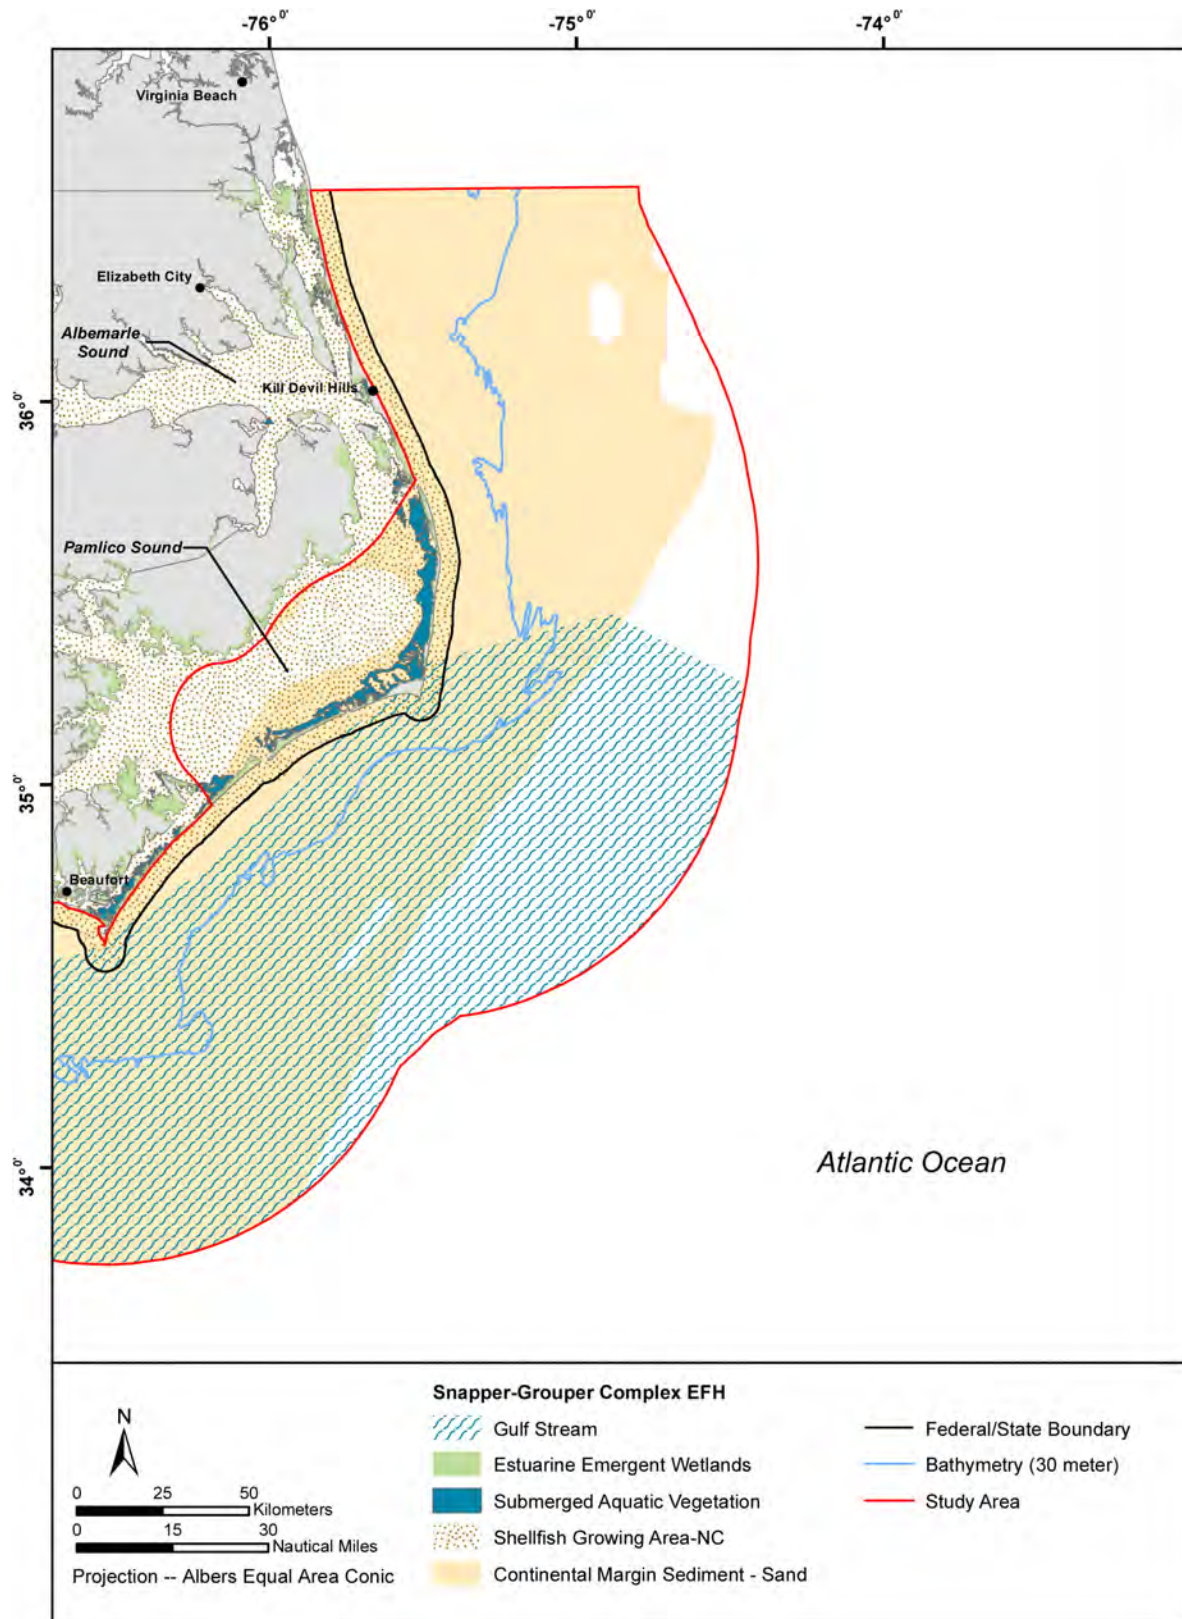 -76°0'
-75°0'
-74°0'
Virginia Beach
Elizabeth City
Albemarle
Sound
Kill Devil Hills
36°0'
Pamlico Sound
35°0'
Beaufort
34°0'
Atlantic Ocean
Snapper-Grouper Complex EFH
Gulf Stream
Estuarine Emergent Wetlands
Submerged Aquatic Vegetation
Shellfish Growing Area-NC
Continental Margin Sediment - Sand
Federal/State Boundary
Bathymetry (30 meter)
Study Area
N
0 25 50
Kilometers
0 15 30
Nautical Miles
Projection -- Albers Equal Area Conic